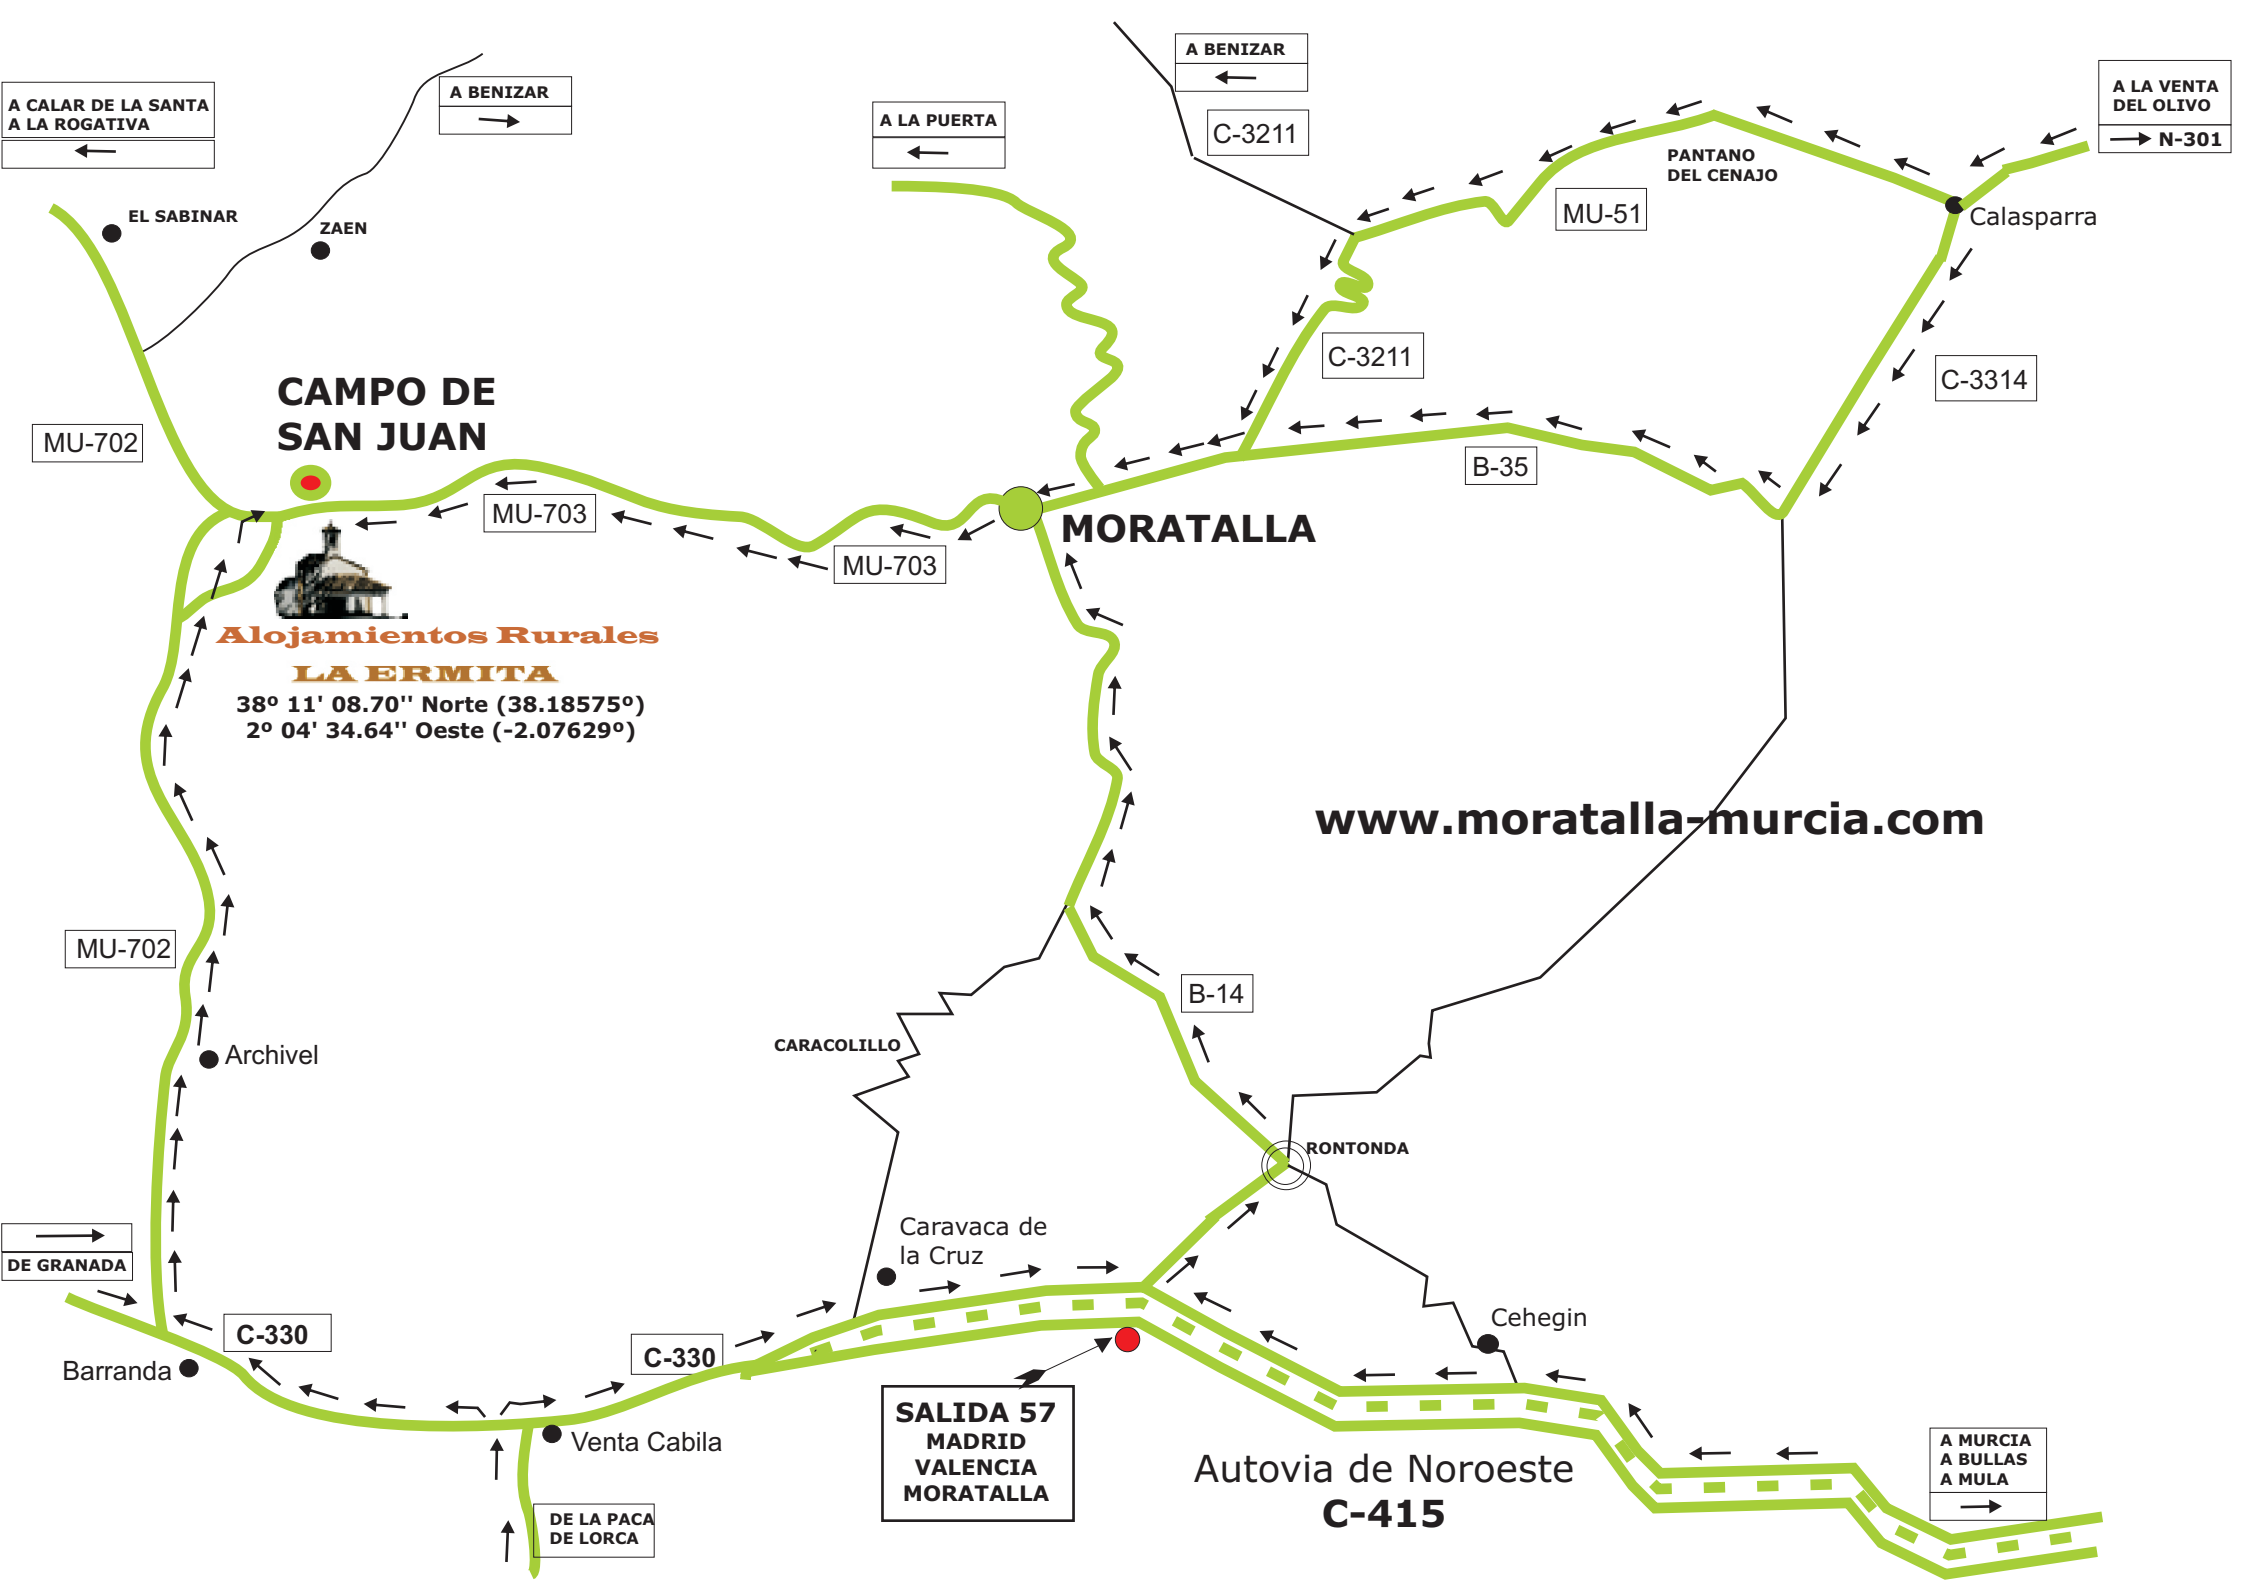 A CALAR DE LA SANTA
A LA ROGATIVA
A BENIZAR
A LA PUERTA
A BENIZAR
C-3211
A LA VENTA
DEL OLIVO
N-301
PANTANO
DEL CENAJO
MU-51
Calasparra
EL SABINAR
ZAEN
C-3211
C-3314
CAMPO DE
SAN JUAN
MU-702
B-35
MU-703
MU-703
MORATALLA
Alojamientos Rurales
LA ERMITA
38º 11' 08.70'' Norte (38.18575º)
2º 04' 34.64'' Oeste (-2.07629º)
www.moratalla-murcia.com
MU-702
B-14
CARACOLILLO
Archivel
RONTONDA
Caravaca de
la Cruz
DE GRANADA
C-330
Cehegin
C-330
Barranda
SALIDA 57
MADRID
VALENCIA
MORATALLA
Venta Cabila
Autovia de Noroeste
C-415
A MURCIA
A BULLAS
A MULA
DE LA PACA
DE LORCA